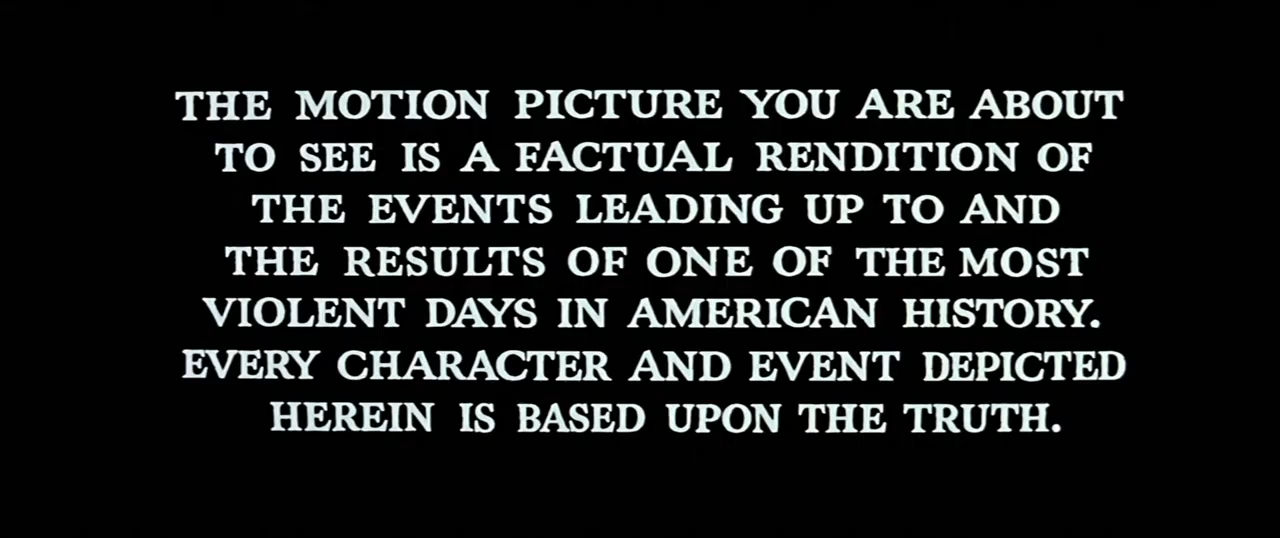 THE MOTION PICTURE YOU ARE ABOUT
TO SEE IS A FACTUAL RENDITION OF
THE EVENTS LEADING UP TO AND
THE RESULTS OF ONE OF THE MOST
VIOLENT DAYS IN AMERICAN HISTORY.
EVERY CHARACTER AND EVENT DEPICTED
HEREIN IS BASED UPON THE TRUTH.